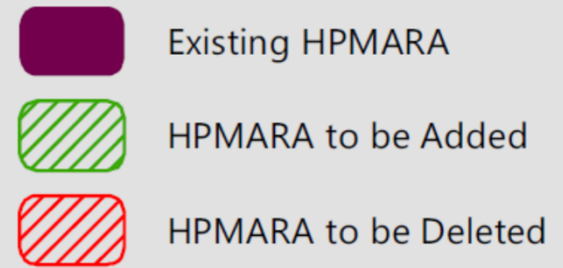 Existing HPMARA
HPMARA to be Added
HPMARA to be Deleted